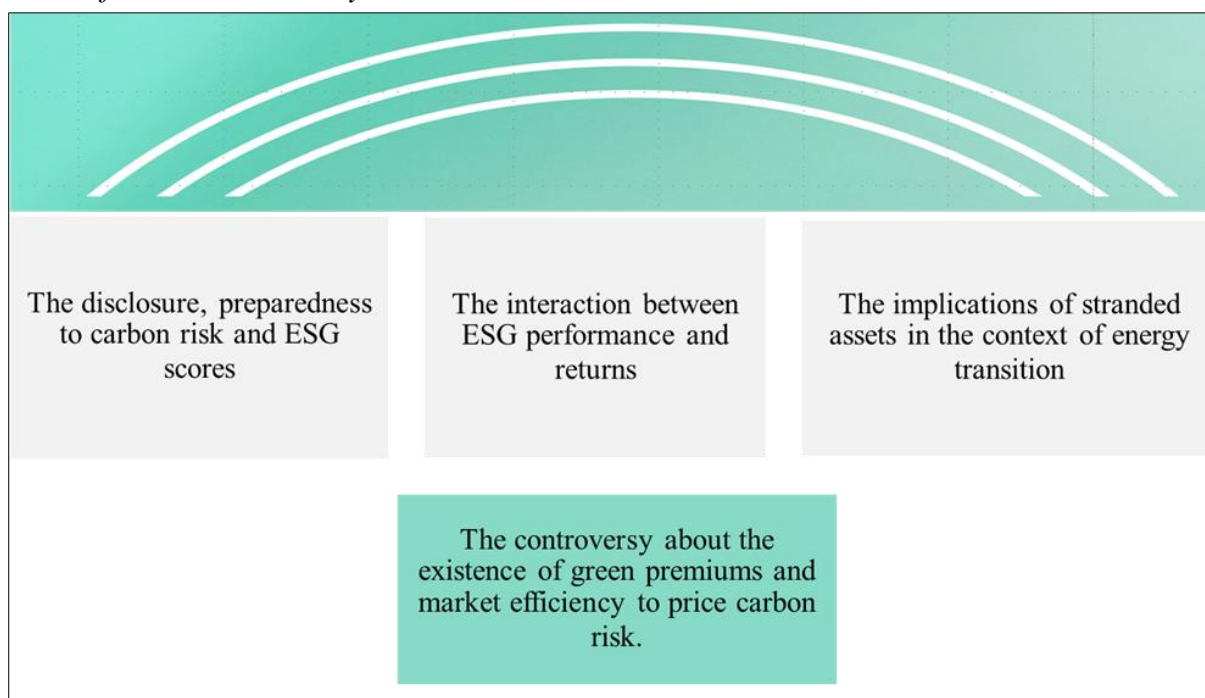 The disclosure, preparedness
to carbon risk and ESG
scores
The interaction between
ESG performance and
returns
The implications of stranded
assets in the context of energy
transition
The controversy about the
existence of green premiums and
market efficiency to price carbon
risk.